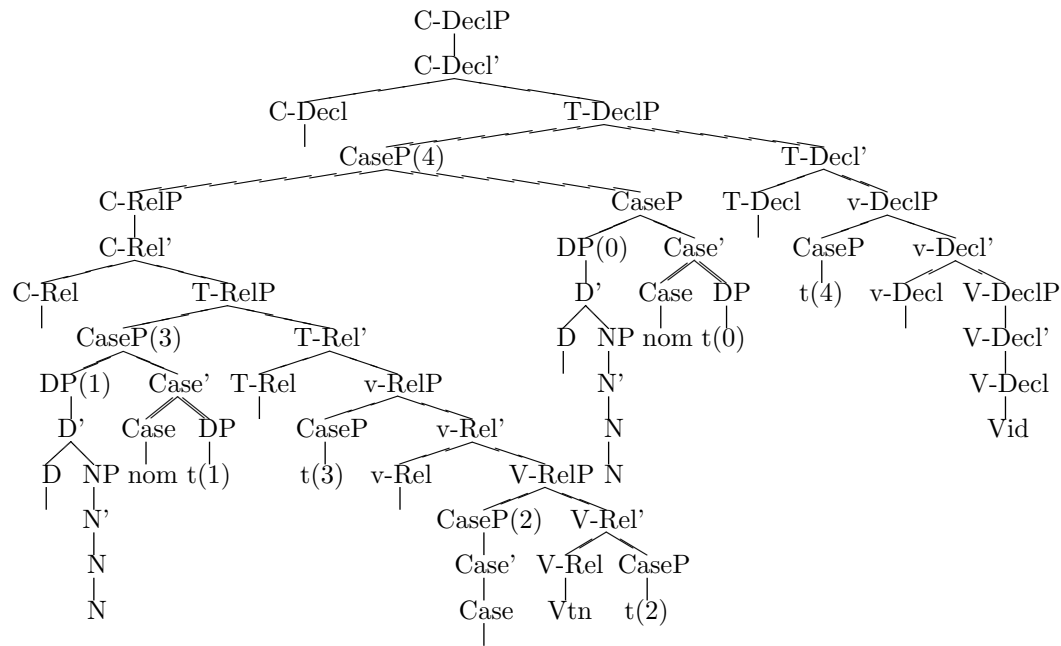 C-DeclP
C-Decl’
C-Decl T-DeclP
CaseP(4) T-Decl’
C-RelP CaseP T-Decl v-DeclP
C-Rel’ DP(0) Case’ CaseP v-Decl’
C-Rel T-RelP D’ Case DP t(4) v-Decl V-DeclP
CaseP(3) T-Rel’ D NP nom t(0) V-Decl’
DP(1) Case’ T-Rel v-RelP N’ V-Decl
D’ Case DP CaseP v-Rel’ N Vid
D NP nom t(1) t(3) v-Rel V-RelP N
N’ CaseP(2) V-Rel’
N Case’ V-Rel CaseP
N Case Vtn t(2)